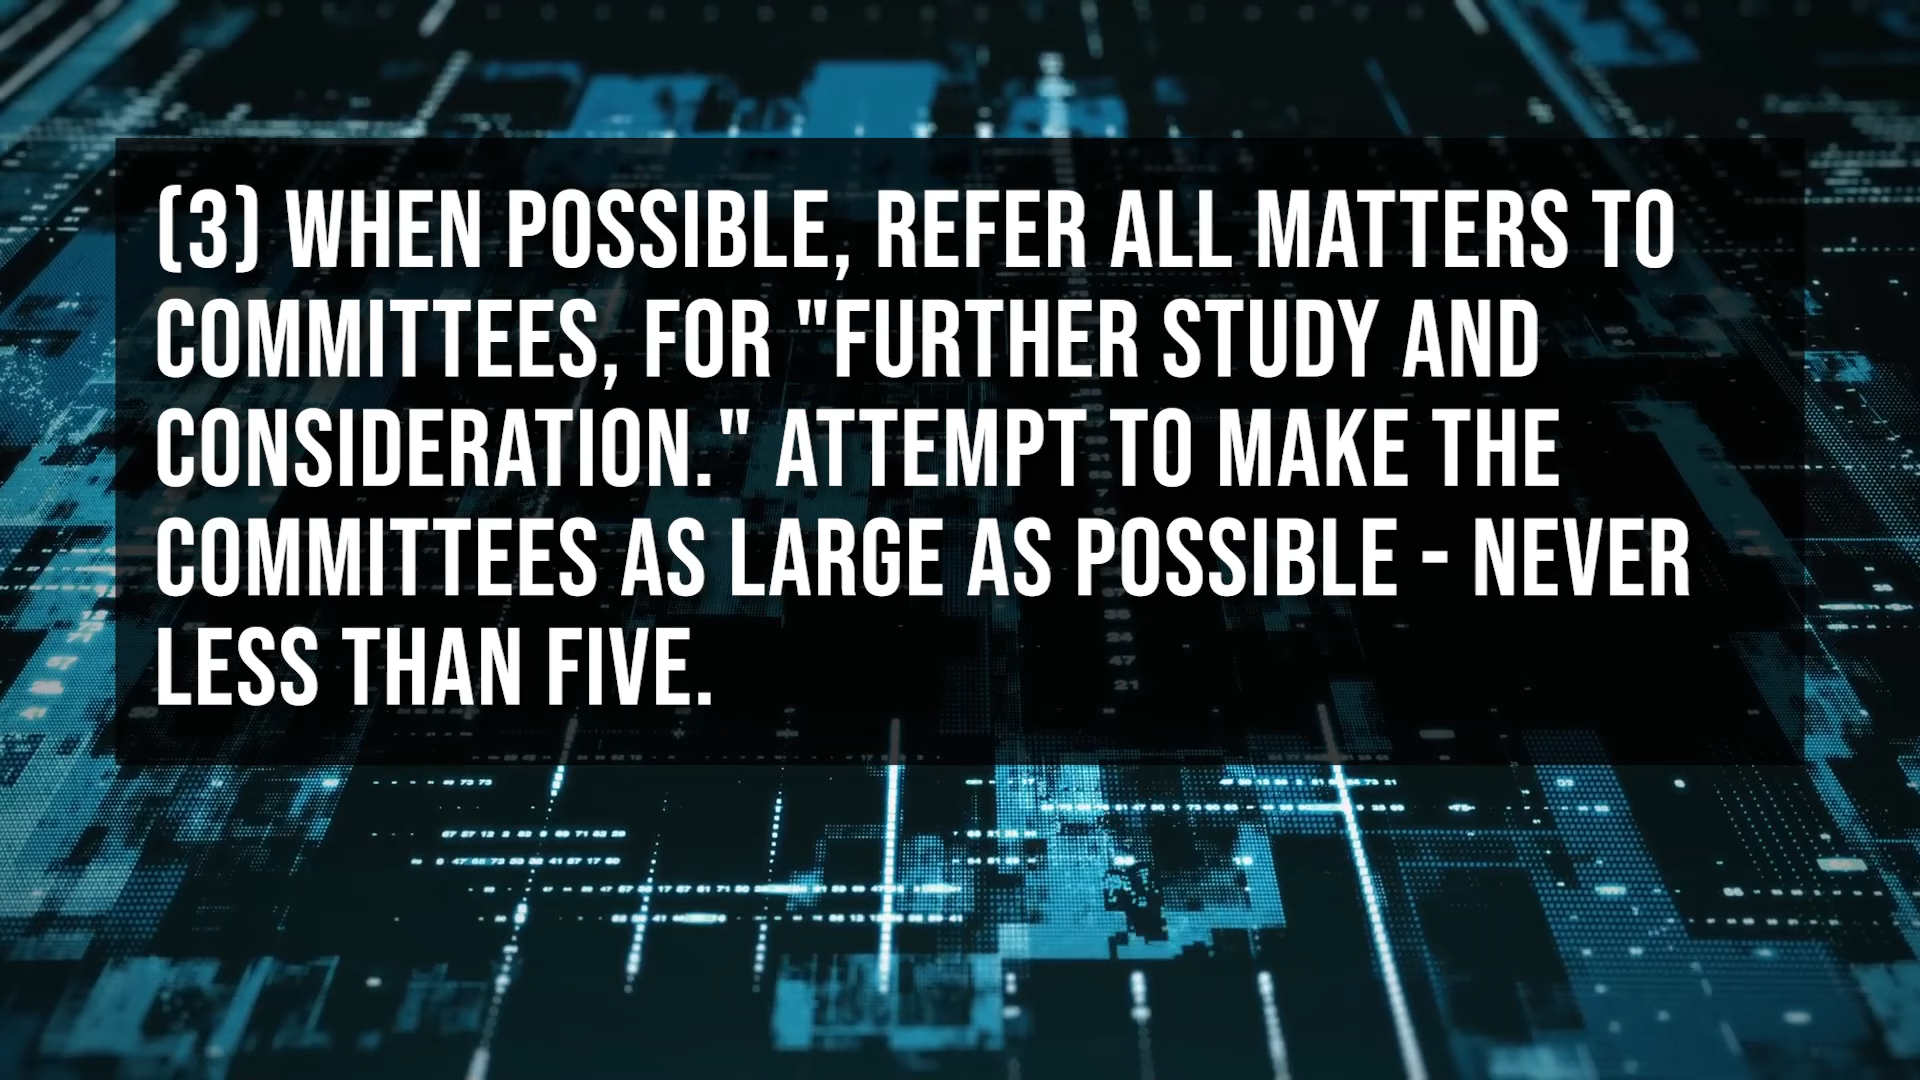 (3) WHEN POSSIBLE, REFER ALL MATTERS TO
COMMITTEES, FOR "FURTHER STUDY AND
CONSIDERATION." ATTEMPT TO MAKE THE
COMMITTEES AS LARGE AS POSSIBLE - NEVER
LESS THAN FIVE.